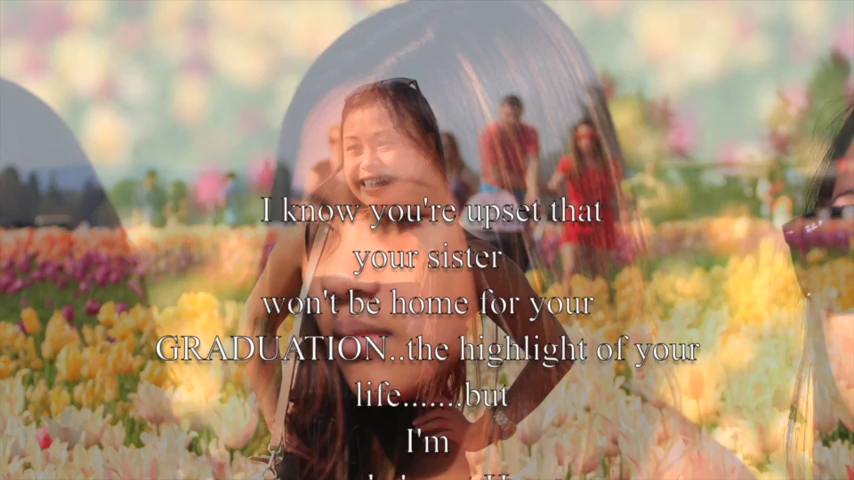 I know you're upset that
your sister
won't be home for your
GRADUATION..the highlight of your
life.......but
I'm